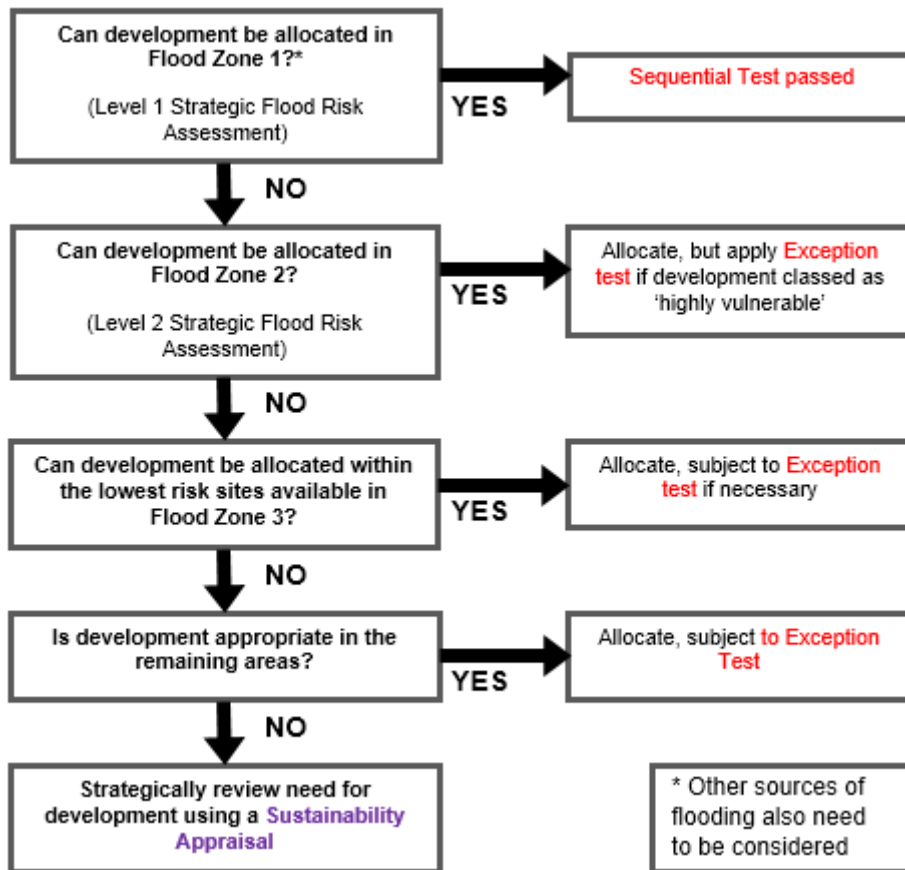 Can development be allocated in
Flood Zone 1?*
(Level 1 Strategic Flood Risk
Assessment)
YES
Sequential Test passed
NO
Can development be allocated in
Flood Zone 2?
(Level 2 Strategic Flood Risk
Assessment)
YES
Allocate, but apply Exception
test if development classed as
‘highly vulnerable’
NO
Can development be allocated within
the lowest risk sites available in
Flood Zone 3?
YES
Allocate, subject to Exception
test if necessary
NO
Is development appropriate in the
remaining areas?
YES
Allocate, subject to Exception
Test
NO
Strategically review need for
development using a Sustainability
Appraisal
* Other sources of
flooding also need
to be considered